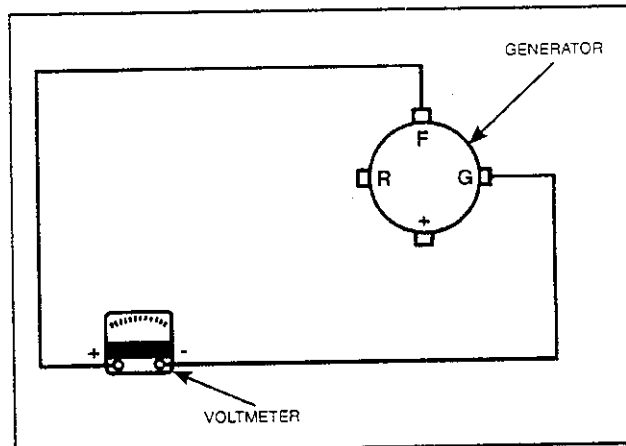 GENERATOR
F
R G
+
+ -
VOLTMETER